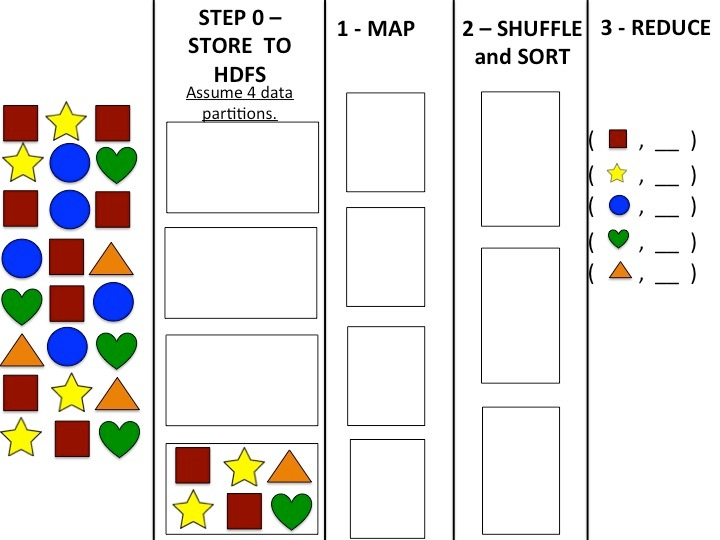 STEP 0 –
STORE TO
HDFS
Assume 4 data
partitions.
1 - MAP
2 – SHUFFLE
and SORT
3 - REDUCE
( , __ )
( , __ )
( , __ )
( , __ )
( , __ )